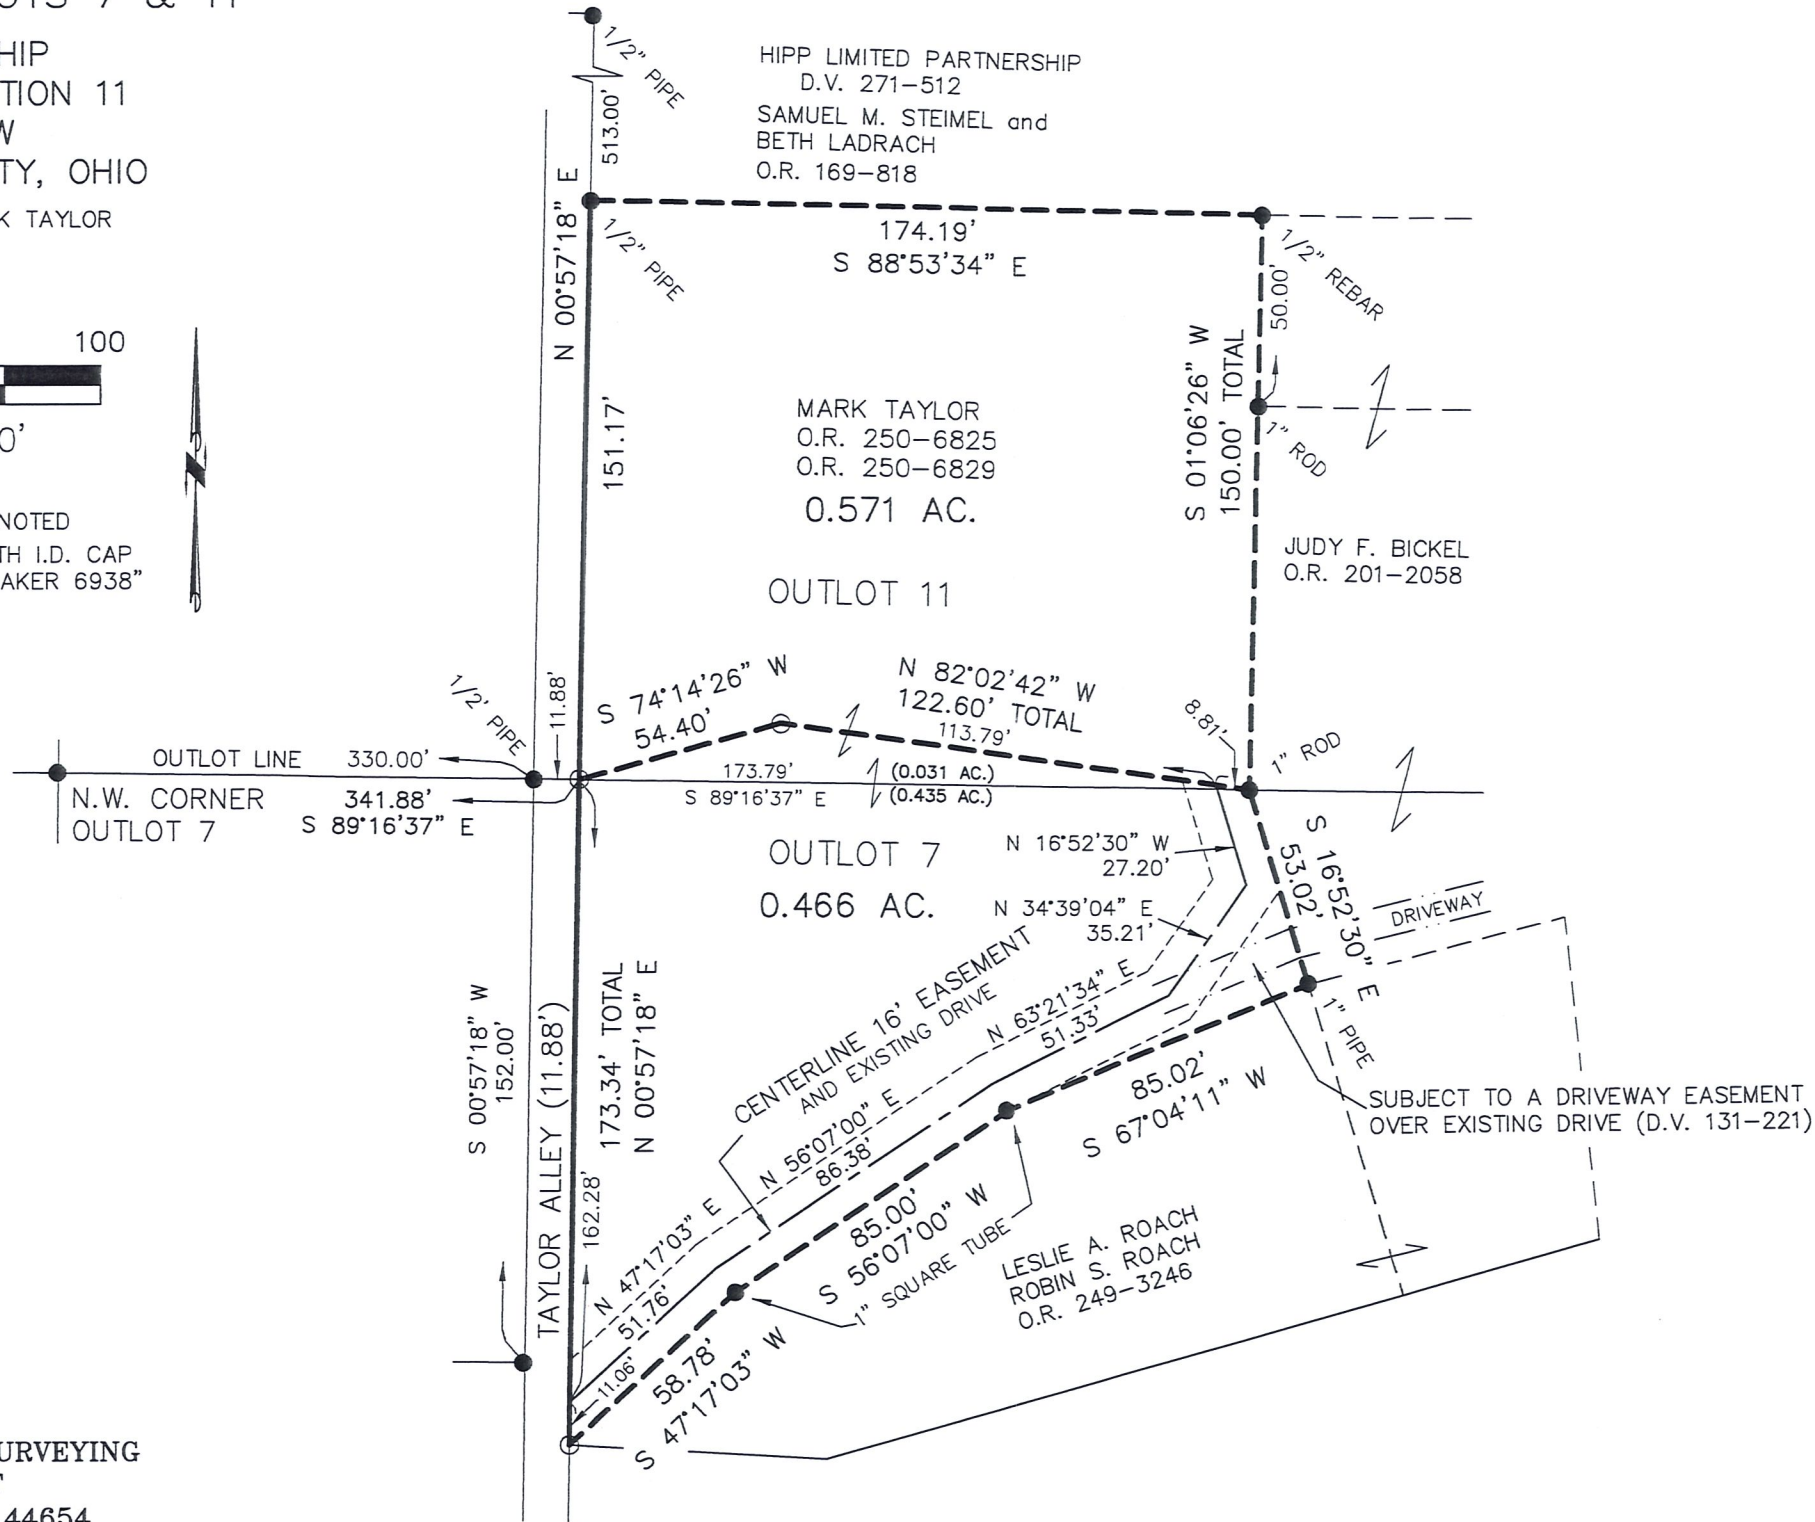 HIP
TION 11
W
TY, OHIO
K TAYLOR
100
0'
NOTED
TH I.D. CAP
AKER 6938"
1/2" PIPE
513.00'
HIPP LIMITED PARTNERSHIP
D.V. 271-512
SAMUEL M. STEIMEL and
BETH LADRACH
O.R. 169-818
N 00°57'18" E
1/2" PIPE
174.19'
S 88°53'34" E
1/2" REBAR
50.00'
S 01°06'26" W
150.00' TOTAL
1" ROD
151.17'
MARK TAYLOR
O.R. 250-6825
O.R. 250-6829
0.571 AC.
JUDY F. BICKEL
O.R. 201-2058
OUTLOT 11
1/2' PIPE
11.88'
S 74°14'26" W
54.40'
N 82°02'42" W
122.60' TOTAL
113.79'
8.81'
1" ROD
OUTLOT LINE
330.00'
N.W. CORNER
OUTLOT 7
341.88'
S 89°16'37" E
173.79'
S 89°16'37" E
(0.031 AC.)
(0.435 AC.)
OUTLOT 7
0.466 AC.
N 16°52'30" W
27.20'
N 34°39'04" E
35.21'
S 16°52'30" E
53.02'
DRIVEWAY
1" PIPE
S 00°57'18" W
152.00'
TAYLOR ALLEY (11.88')
173.34' TOTAL
N 00°57'18" E
162.28'
CENTERLINE 16' EASEMENT
AND EXISTING DRIVE
N 63°21'34" E
51.33'
N 56°07'00" E
86.38'
N 47°17'03" E
51.76'
11.06'
85.02'
S 67°04'11" W
SUBJECT TO A DRIVEWAY EASEMENT
OVER EXISTING DRIVE (D.V. 131-221)
85.00'
S 56°07'00" W
1" SQUARE TUBE
58.78'
S 47°17'03" W
LESLIE A. ROACH
ROBIN S. ROACH
O.R. 249-3246
URVEYING
44654